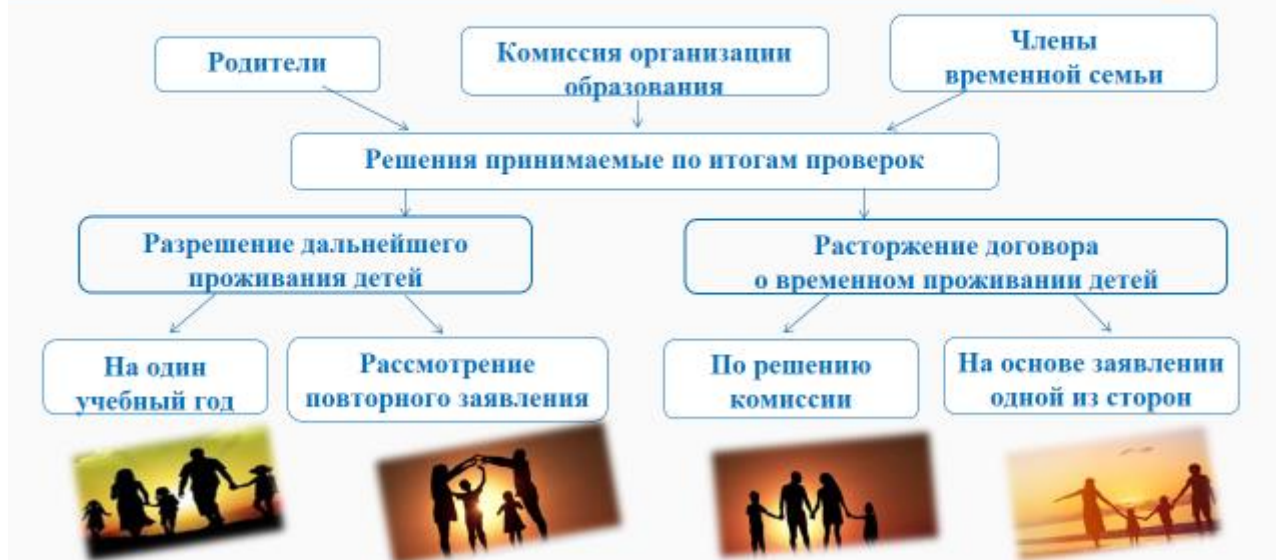 Родители
Комиссия организации
образования
Члены
временной семьи
Решения принимаемые по итогам проверок
Разрешение дальнейшего
проживания детей
Расторжение договора
о временном проживании детей
На один
учебный год
Рассмотрение
повторного заявления
По решению
комиссии
На основе заявлении
одной из сторон